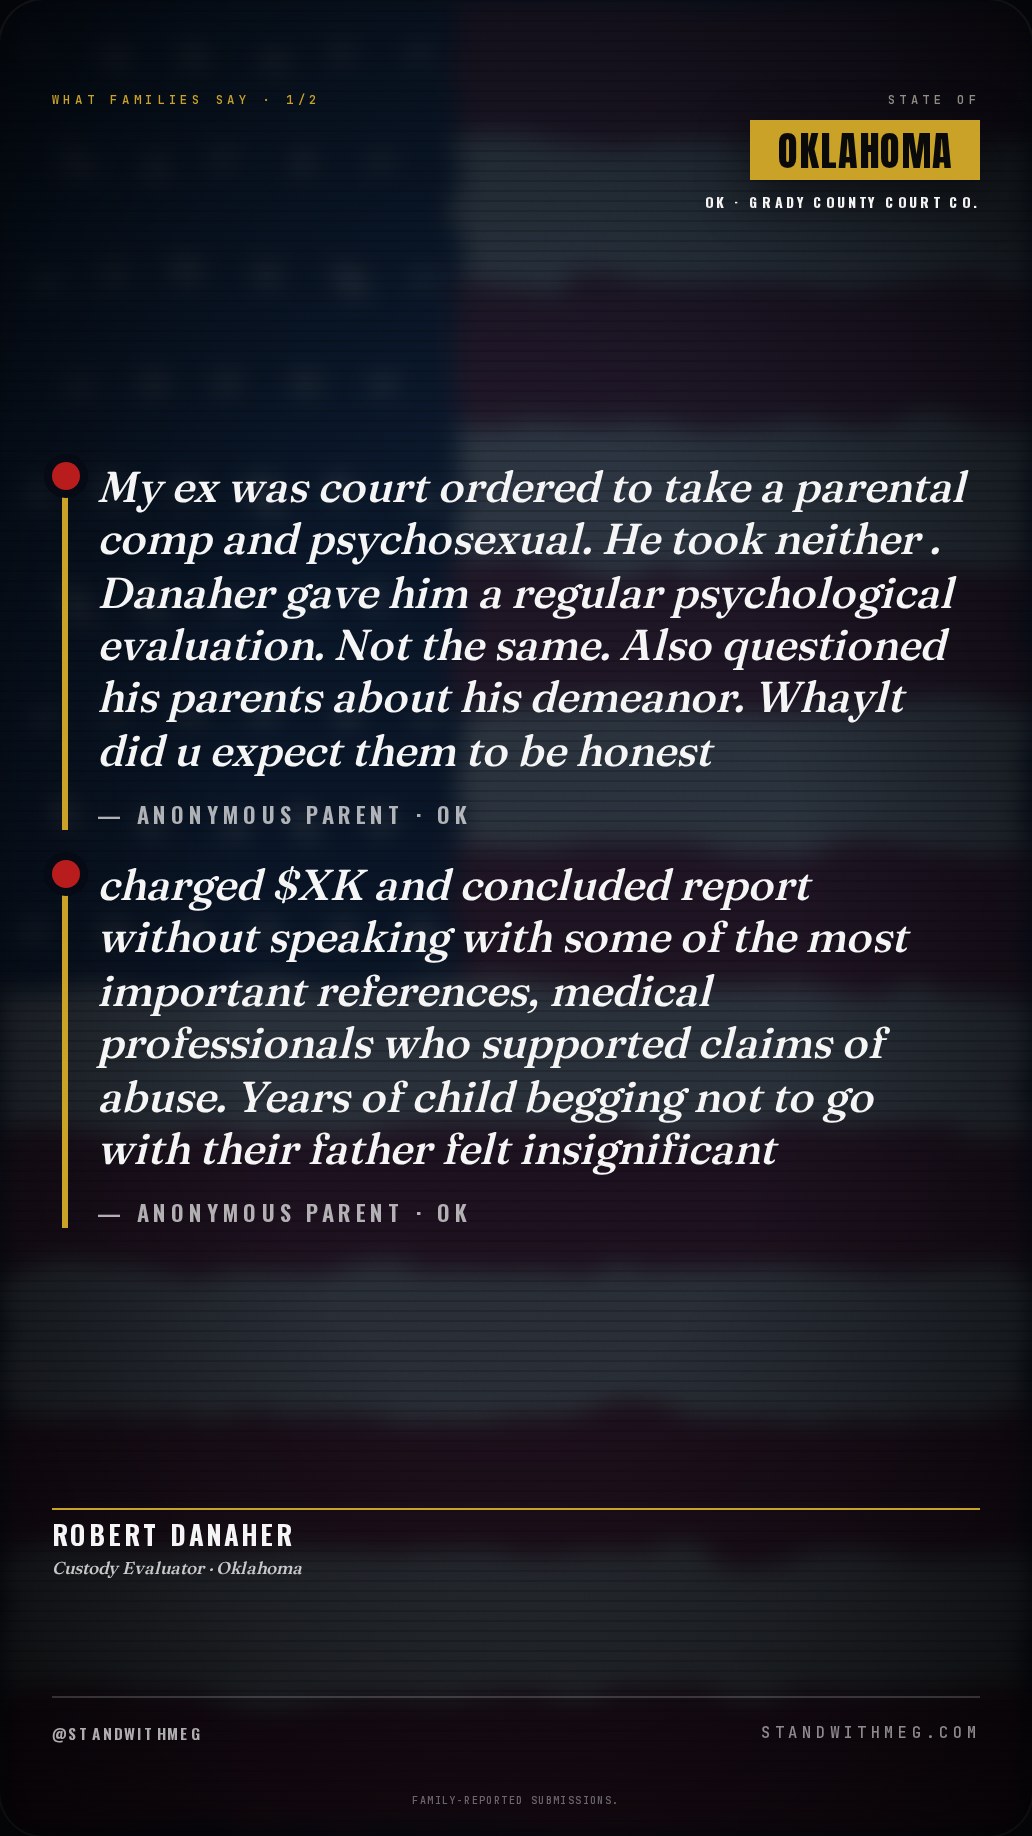 WHAT FAMILIES SAY · 1/2
STATE OF
OKLAHOMA
OK · GRADY COUNTY COURT CO.
My ex was court ordered to take a parental
comp and psychosexual. He took neither .
Danaher gave him a regular psychological
evaluation. Not the same. Also questioned
his parents about his demeanor. Whaylt
did u expect them to be honest
— ANONYMOUS PARENT · OK
charged $XK and concluded report
without speaking with some of the most
important references, medical
professionals who supported claims of
abuse. Years of child begging not to go
with their father felt insignificant
— ANONYMOUS PARENT · OK
ROBERT DANAHER
Custody Evaluator · Oklahoma
@STANDWITHMEG
STANDWITHMEG.COM
FAMILY-REPORTED SUBMISSIONS.